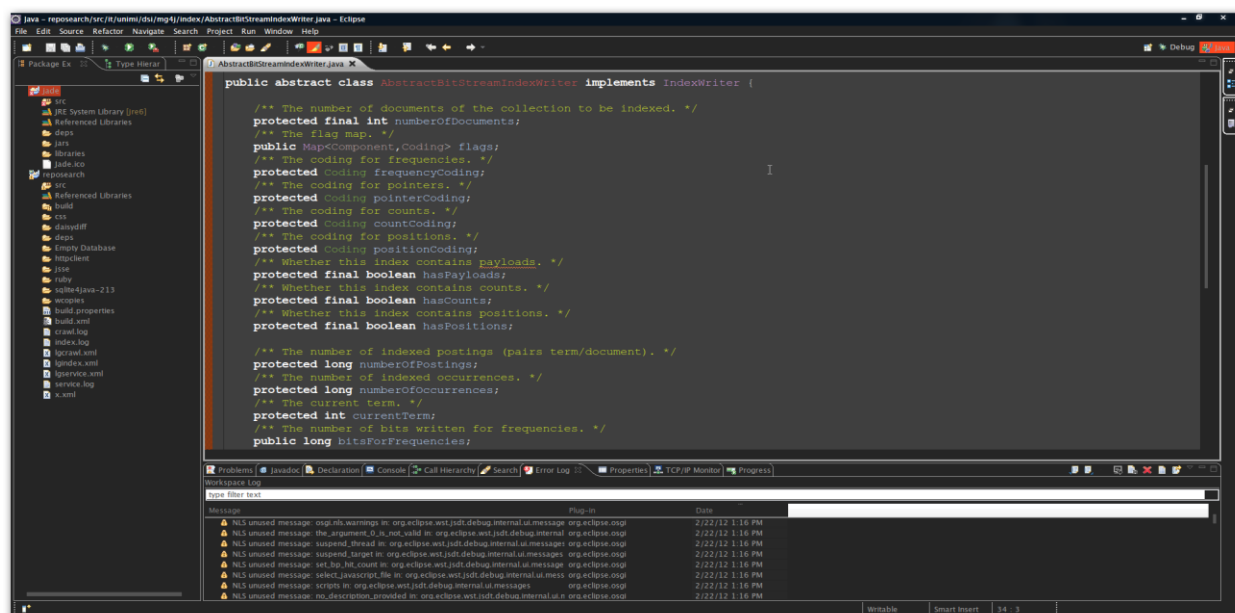 Java - reposearch/src/it/unimi/dsi/mg4j/index/AbstractBitStreamIndexWriter.java - Eclipse
File Edit Source Refactor Navigate Search Project Run Window Help
Debug Java
Package Ex Type Hierar
Jade
src
JRE System Library [jre6]
Referenced Libraries
deps
jars
libraries
Jade.ico
reposearch
src
Referenced Libraries
build
css
daisydiff
deps
Empty Database
httpclient
jsse
ruby
sqlite4java-213
wcopies
build.properties
build.xml
crawl.log
index.log
lgcrawl.xml
lgindex.xml
lgservice.xml
service.log
x.xml
AbstractBitStreamIndexWriter.java
public abstract class AbstractBitStreamIndexWriter implements IndexWriter {
/** The number of documents of the collection to be indexed. */
protected final int numberOfDocuments;
/** The flag map. */
public Map<Component,Coding> flags;
/** The coding for frequencies. */
protected Coding frequencyCoding;
/** The coding for pointers. */
protected Coding pointerCoding;
/** The coding for counts. */
protected Coding countCoding;
/** The coding for positions. */
protected Coding positionCoding;
/** Whether this index contains payloads. */
protected final boolean hasPayloads;
/** Whether this index contains counts. */
protected final boolean hasCounts;
/** Whether this index contains positions. */
protected final boolean hasPositions;
/** The number of indexed postings (pairs term/document). */
protected long numberOfPostings;
/** The number of indexed occurrences. */
protected long numberOfOccurrences;
/** The current term. */
protected int currentTerm;
/** The number of bits written for frequencies. */
public long bitsForFrequencies;
Problems Javadoc Declaration Console Call Hierarchy Search Error Log Properties TCP/IP Monitor Progress
Workspace Log
type filter text
Message Plug-in Date
NLS unused message: osgi.nls.warnings in: org.eclipse.wst.jsdt.debug.internal.ui.message org.eclipse.osgi 2/22/12 1:16 PM
NLS unused message: the_argument_0_is_not_valid in: org.eclipse.wst.jsdt.debug.internal org.eclipse.osgi 2/22/12 1:16 PM
NLS unused message: suspend_thread in: org.eclipse.wst.jsdt.debug.internal.ui.messages org.eclipse.osgi 2/22/12 1:16 PM
NLS unused message: suspend_target in: org.eclipse.wst.jsdt.debug.internal.ui.messages org.eclipse.osgi 2/22/12 1:16 PM
NLS unused message: set_bp_hit_count in: org.eclipse.wst.jsdt.debug.internal.ui.message org.eclipse.osgi 2/22/12 1:16 PM
NLS unused message: select_javascript_file in: org.eclipse.wst.jsdt.debug.internal.ui.mess org.eclipse.osgi 2/22/12 1:16 PM
NLS unused message: scripts in: org.eclipse.wst.jsdt.debug.internal.ui.messages org.eclipse.osgi 2/22/12 1:16 PM
NLS unused message: no_description_provided in: org.eclipse.wst.jsdt.debug.internal.ui.n org.eclipse.osgi 2/22/12 1:16 PM
Writable Smart Insert 34 : 3